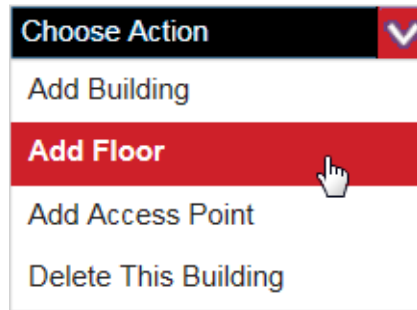 Choose Action
Add Building
Add Floor
Add Access Point
Delete This Building